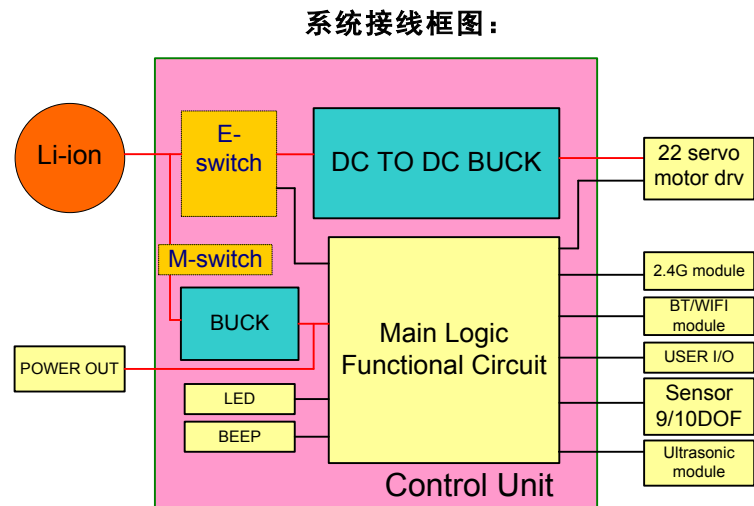 系统接线框图：
Li-ion
E-
switch
DC TO DC BUCK
22 servo
motor drv
M-switch
BUCK
Main Logic
Functional Circuit
2.4G module
BT/WIFI
module
USER I/O
POWER OUT
LED
BEEP
Sensor
9/10DOF
Ultrasonic
module
Control Unit